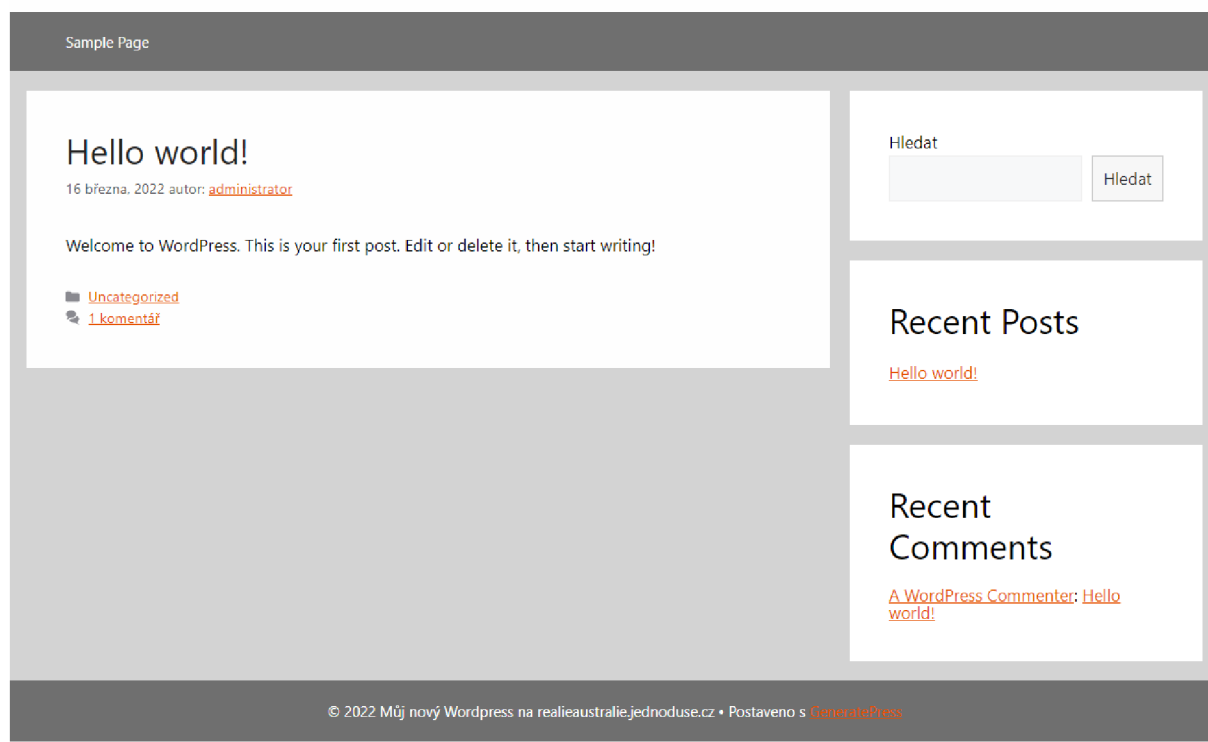 Sample Page
Hello world!
16 března, 2022 autor: administrator
Welcome to WordPress. This is your first post. Edit or delete it, then start writing!
Uncategorized
1 komentář
Hledat
Hledat
Recent Posts
Hello world!
Recent
Comments
A WordPress Commenter: Hello
world!
© 2022 Můj nový Wordpress na realieaustralie.jednoduse.cz • Postaveno s GeneratePress